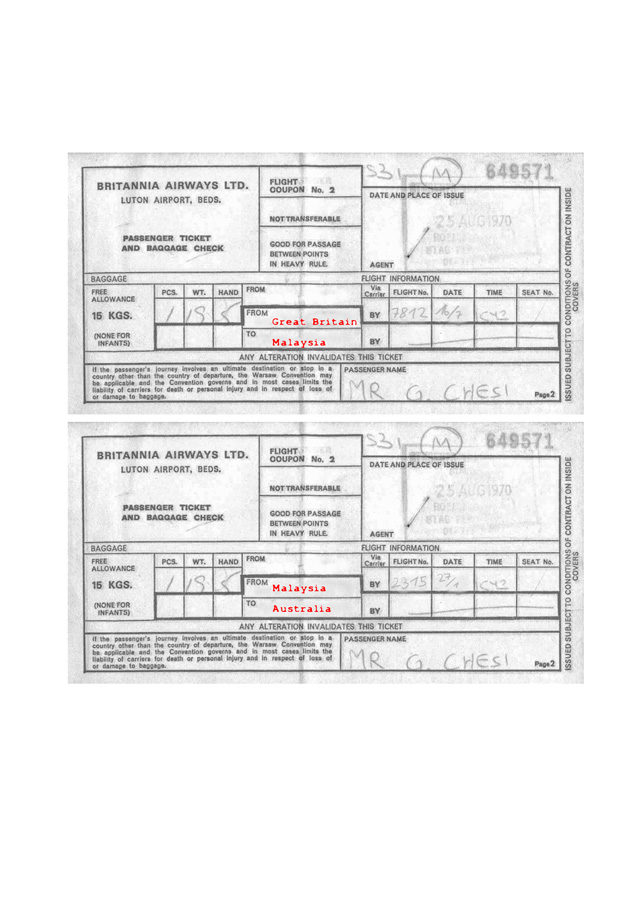 S3 M 649571
BRITANNIA AIRWAYS LTD.
LUTON AIRPORT, BEDS.
FLIGHT
COUPON No. 2
DATE AND PLACE OF ISSUE
NOT TRANSFERABLE
25 AUG 1970
PASSENGER TICKET
AND BAGGAGE CHECK
GOOD FOR PASSAGE
BETWEEN POINTS
IN HEAVY RULE.
AGENT
BAGGAGE
FLIGHT INFORMATION
FREE
ALLOWANCE
PCS. WT. HAND FROM Via Carrier FLIGHT No. DATE TIME SEAT No.
15 KGS. 1 FROM Great Britain BY 7812 16/7
(NONE FOR
INFANTS)
TO Malaysia BY
ANY ALTERATION INVALIDATES THIS TICKET
If the passenger's journey involves an ultimate destination or stop in a
country other than the country of departure, the Warsaw Convention may
be applicable and the Convention governs and in most cases limits the
liability of carriers for death or personal injury and in respect of loss of
or damage to baggage.
PASSENGER NAME
MR G. CHESI
Page 2
ISSUED SUBJECT TO CONDITIONS OF CONTRACT ON INSIDE
COVERS
S3 M 649571
BRITANNIA AIRWAYS LTD.
LUTON AIRPORT, BEDS.
FLIGHT
COUPON No. 2
DATE AND PLACE OF ISSUE
NOT TRANSFERABLE
25 AUG 1970
PASSENGER TICKET
AND BAGGAGE CHECK
GOOD FOR PASSAGE
BETWEEN POINTS
IN HEAVY RULE.
AGENT
BAGGAGE
FLIGHT INFORMATION
FREE
ALLOWANCE
PCS. WT. HAND FROM Via Carrier FLIGHT No. DATE TIME SEAT No.
15 KGS. 1 FROM Malaysia BY 2315
(NONE FOR
INFANTS)
TO Australia BY
ANY ALTERATION INVALIDATES THIS TICKET
If the passenger's journey involves an ultimate destination or stop in a
country other than the country of departure, the Warsaw Convention may
be applicable and the Convention governs and in most cases limits the
liability of carriers for death or personal injury and in respect of loss of
or damage to baggage.
PASSENGER NAME
MR G. CHESI
Page 2
ISSUED SUBJECT TO CONDITIONS OF CONTRACT ON INSIDE
COVERS